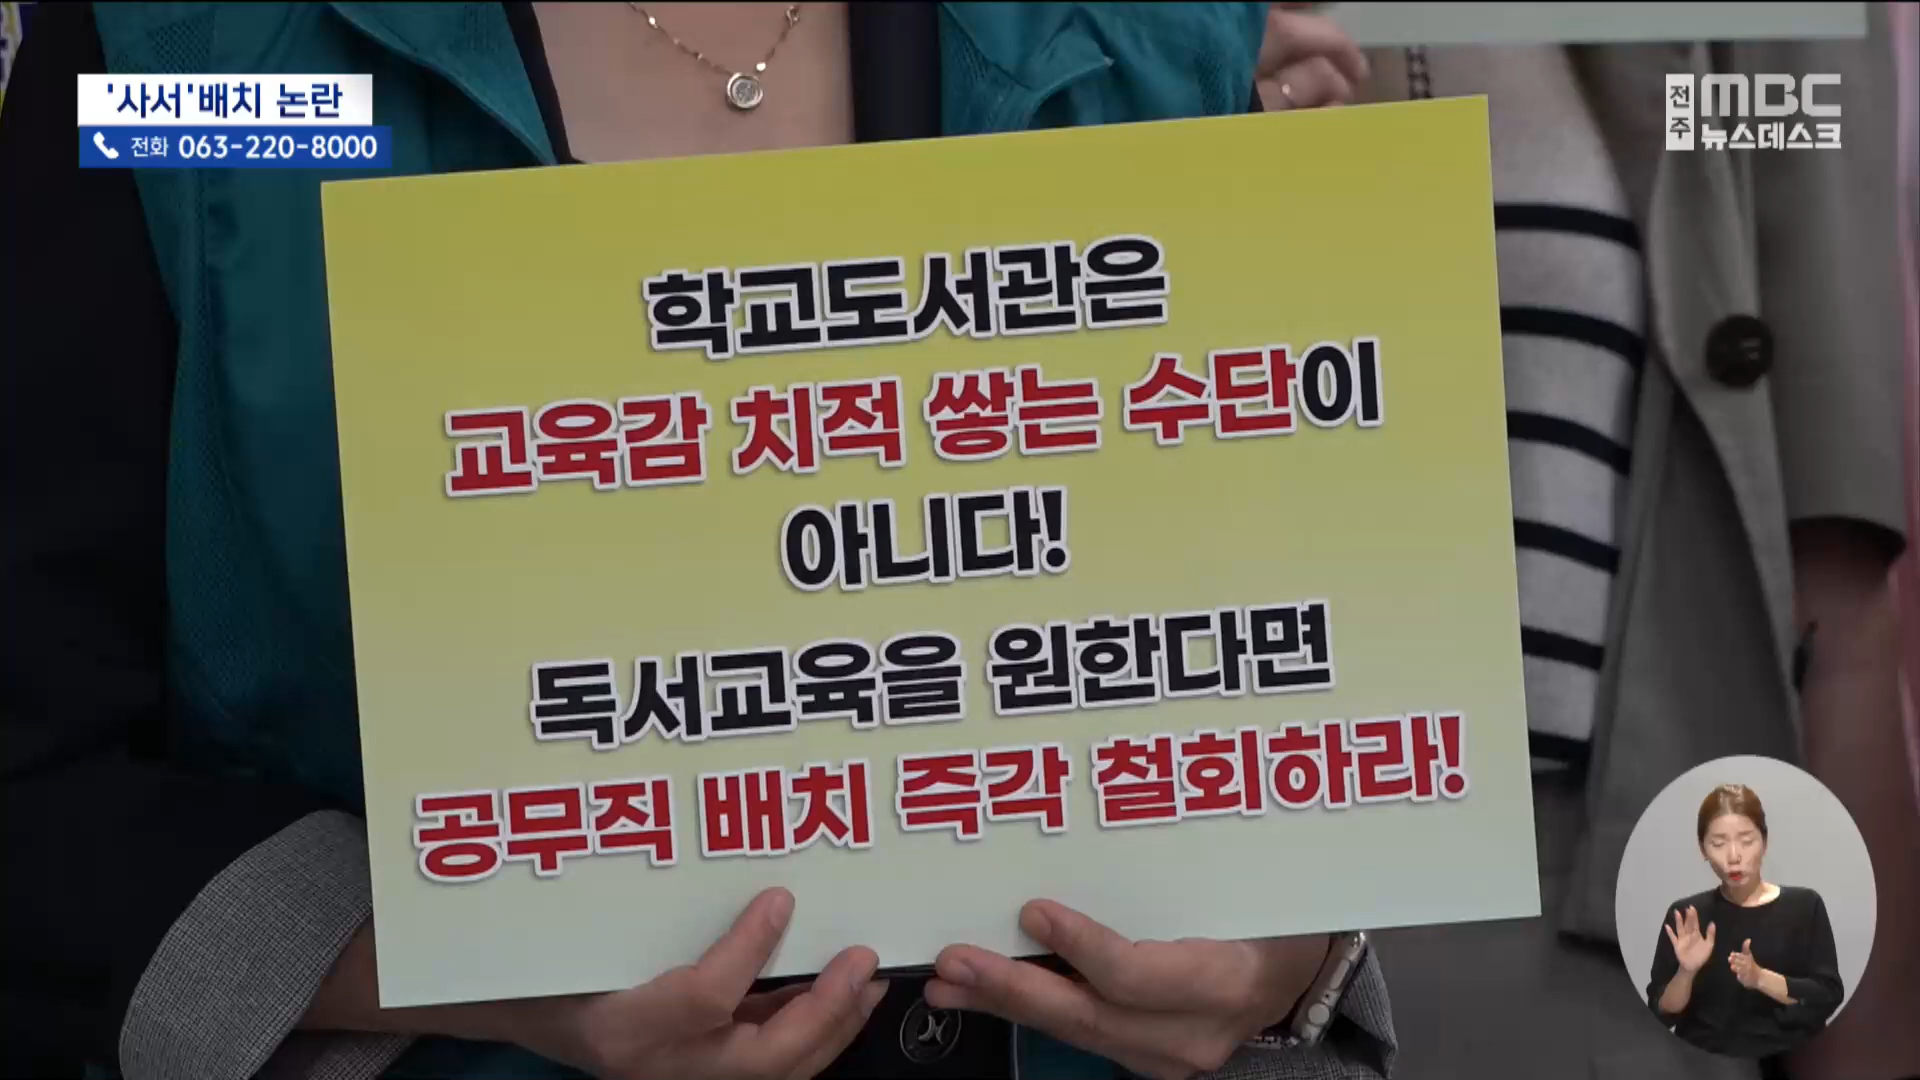 '사서'배치 논란
전화 063-220-8000
전주
MBC
뉴스데스크
학교도서관은
교육감 치적 쌓는 수단이
아니다!
독서교육을 원한다면
공무직 배치 즉각 철회하라!